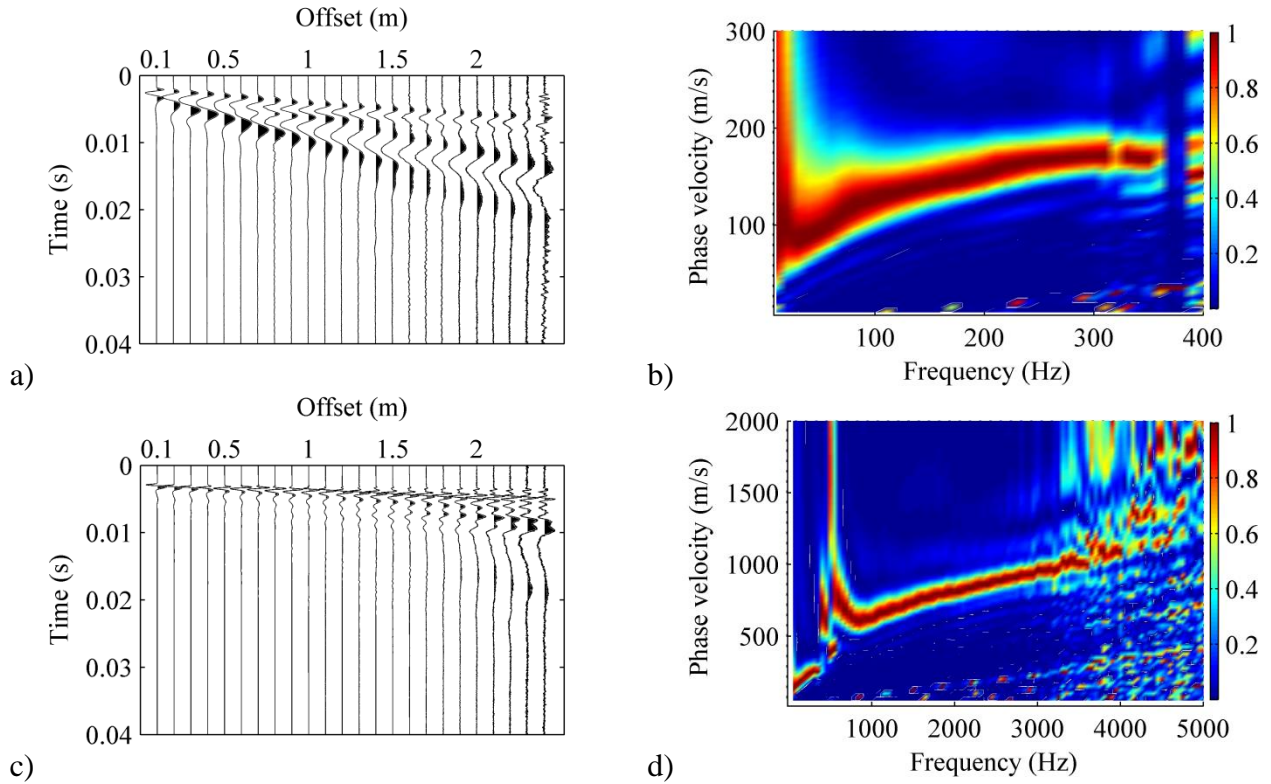 Offset (m)
0.1 0.5 1 1.5 2
0
0.01
0.02
0.03
0.04
Time (s)
a)
300
200
100
Phase velocity (m/s)
100 200 300 400
Frequency (Hz)
1
0.8
0.6
0.4
0.2
b)
Offset (m)
0.1 0.5 1 1.5 2
0
0.01
0.02
0.03
0.04
Time (s)
c)
2000
1500
1000
500
Phase velocity (m/s)
1000 2000 3000 4000 5000
Frequency (Hz)
1
0.8
0.6
0.4
0.2
d)